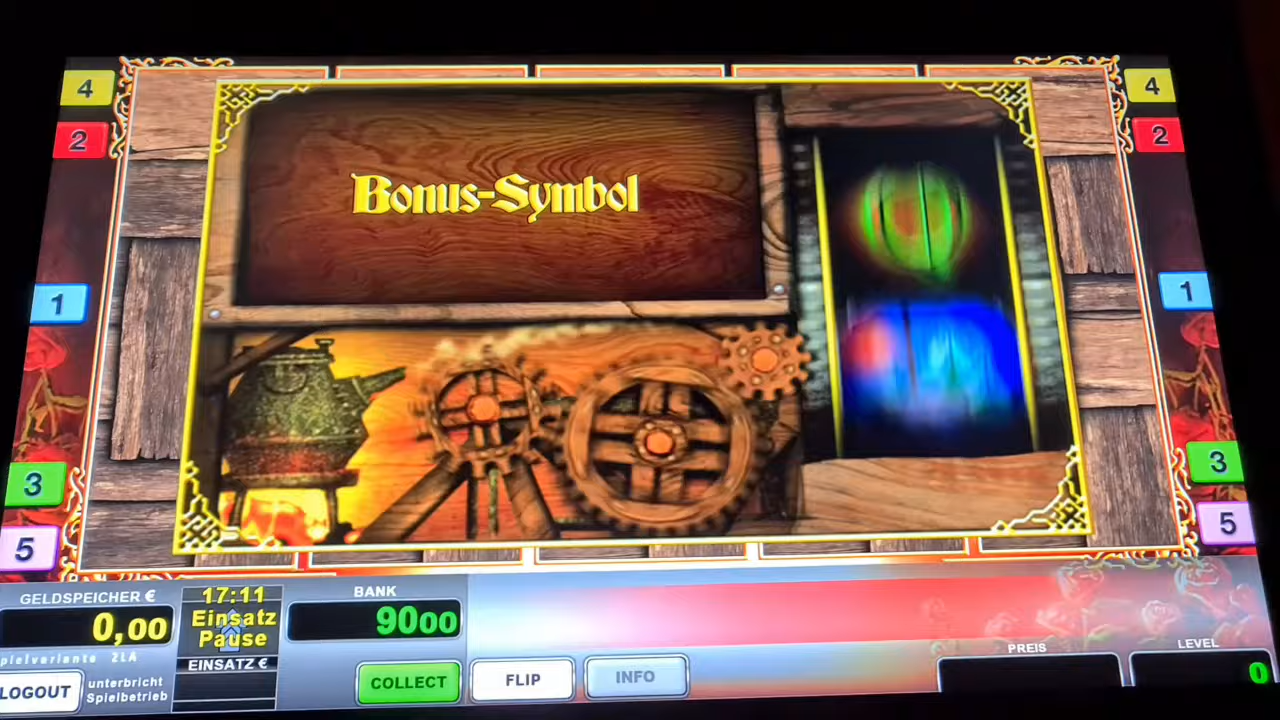 4
4
2
2
Bonus-Symbol
1
1
3
3
5
5
GELDSPEICHER €
0,00
17:11
Einsatz
Pause
EINSATZ €
BANK
9000
pielvariante ZLA
LOGOUT
unterbricht
Spielbetrieb
COLLECT
FLIP
INFO
PREIS
LEVEL
0